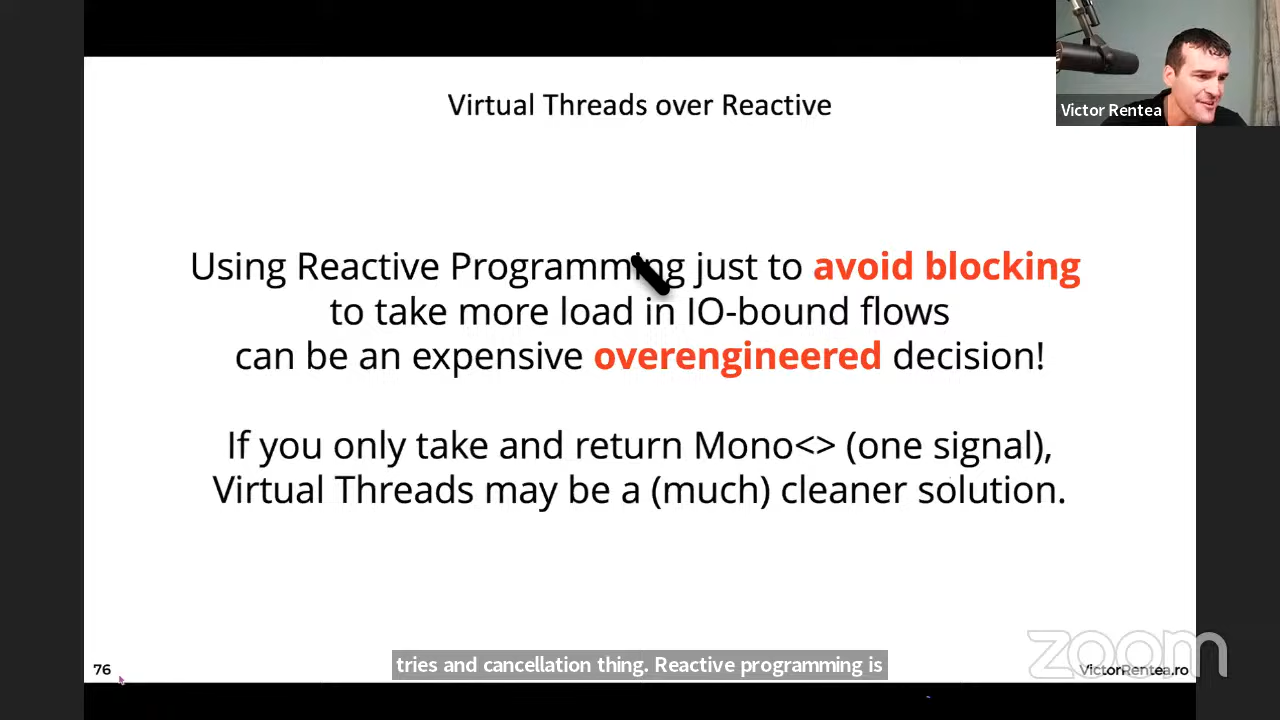 Virtual Threads over Reactive
Victor Rentea
Using Reactive Programming just to avoid blocking
to take more load in IO-bound flows
can be an expensive overengineered decision!
If you only take and return Mono<> (one signal),
Virtual Threads may be a (much) cleaner solution.
zoom
76
tries and cancellation thing. Reactive programming is
VictorRentea.ro